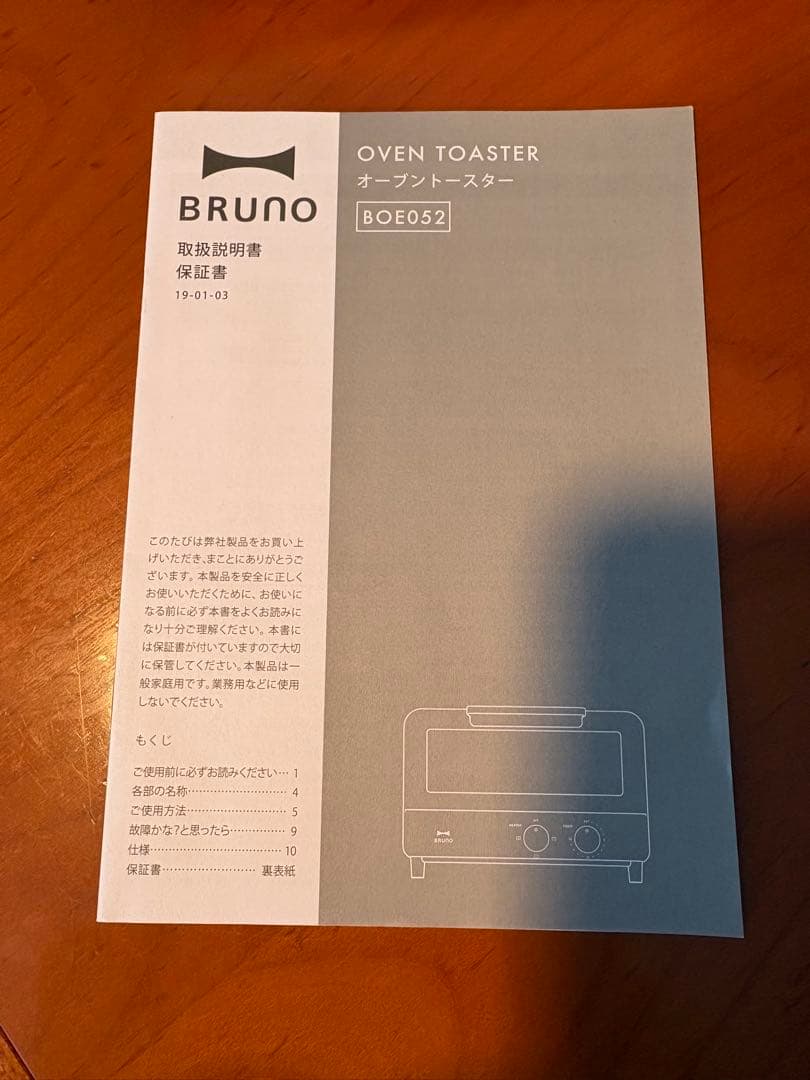 BRUNO
取扱説明書
保証書
19-01-03
OVEN TOASTER
オーブントースター
BOE052
このたびは弊社製品をお買い上
げいただき、まことにありがとうご
ざいます。本製品を安全に正しく
お使いいただくために、お使いに
なる前に必ず本書をよくお読みに
なり十分ご理解ください。本書に
は保証書が付いていますので大切
に保管してください。本製品は一
般家庭用です。業務用などに使用
しないでください。
もくじ
ご使用前に必ずお読みください… 1
各部の名称……………………… 4
ご使用方法……………………… 5
故障かな?と思ったら…………… 9
仕様……………………………… 10
保証書…………………… 裏表紙
BRUNO